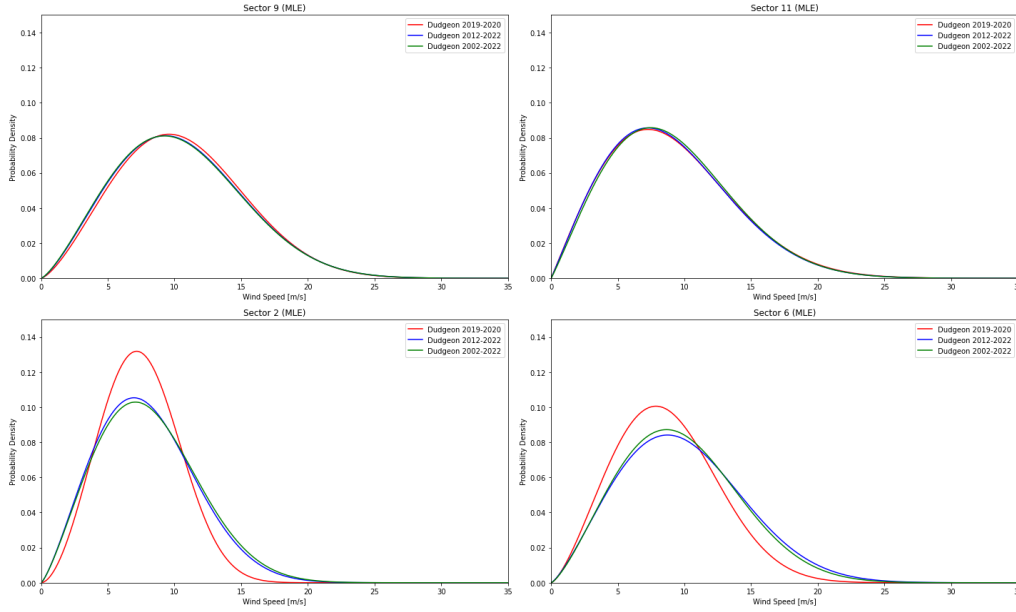 Sector 9 (MLE)
Dudgeon 2019-2020
Dudgeon 2012-2022
Dudgeon 2002-2022
Probability Density
0.14
0.12
0.10
0.08
0.06
0.04
0.02
0.00
0 5 10 15 20 25 30 35
Wind Speed [m/s]
Sector 11 (MLE)
Dudgeon 2019-2020
Dudgeon 2012-2022
Dudgeon 2002-2022
Probability Density
0.14
0.12
0.10
0.08
0.06
0.04
0.02
0.00
0 5 10 15 20 25 30 35
Wind Speed [m/s]
Sector 2 (MLE)
Dudgeon 2019-2020
Dudgeon 2012-2022
Dudgeon 2002-2022
Probability Density
0.14
0.12
0.10
0.08
0.06
0.04
0.02
0.00
0 5 10 15 20 25 30 35
Wind Speed [m/s]
Sector 6 (MLE)
Dudgeon 2019-2020
Dudgeon 2012-2022
Dudgeon 2002-2022
Probability Density
0.14
0.12
0.10
0.08
0.06
0.04
0.02
0.00
0 5 10 15 20 25 30 35
Wind Speed [m/s]